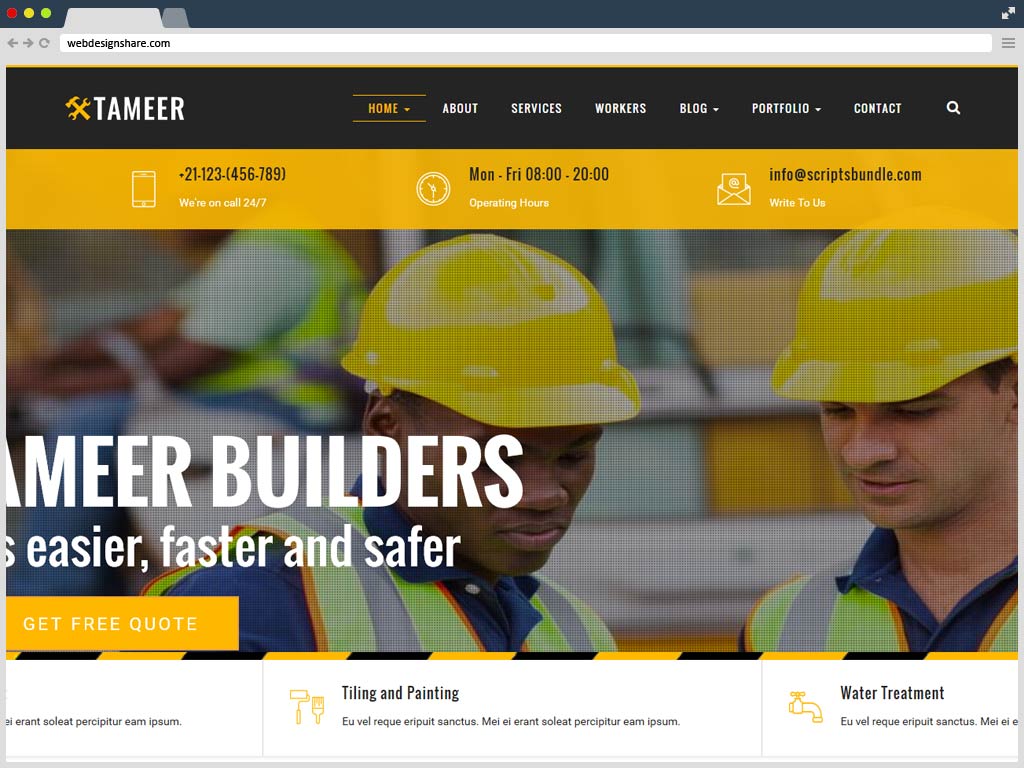 webdesignshare.com
TAMEER
HOME ABOUT SERVICES WORKERS BLOG PORTFOLIO CONTACT
+21-123-(456-789) Mon - Fri 08:00 - 20:00 info@scriptsbundle.com
We're on call 24/7 Operating Hours Write To Us
@
AMEER BUILDERS
s easier, faster and safer
GET FREE QUOTE
Tiling and Painting Water Treatment
ei erant soleat percipitur eam ipsum. Eu vel reque eripuit sanctus. Mei ei erant soleat percipitur eam ipsum. Eu vel reque eripuit sanctus. Mei ei e